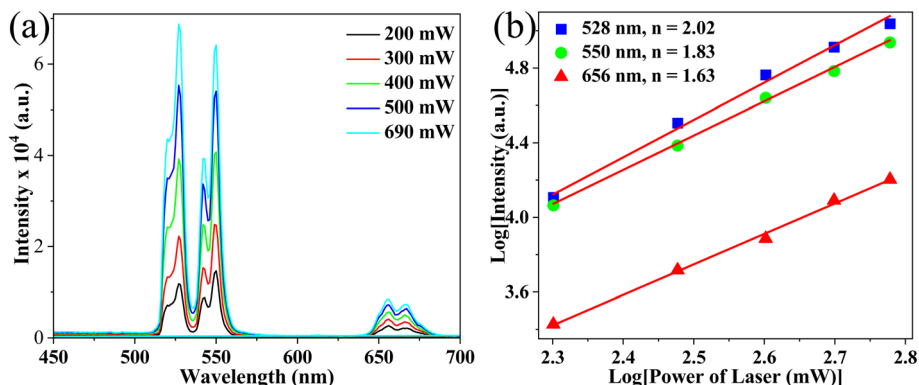 (a)
200 mW
300 mW
400 mW
500 mW
690 mW
Intensity x 10⁴ (a.u.)
6
4
2
0
450 500 550 600 650 700
Wavelength (nm)
(b)
528 nm, n = 2.02
550 nm, n = 1.83
656 nm, n = 1.63
Log[Intensity (a.u.)]
4.8
4.4
4.0
3.6
2.3 2.4 2.5 2.6 2.7 2.8
Log[Power of Laser (mW)]